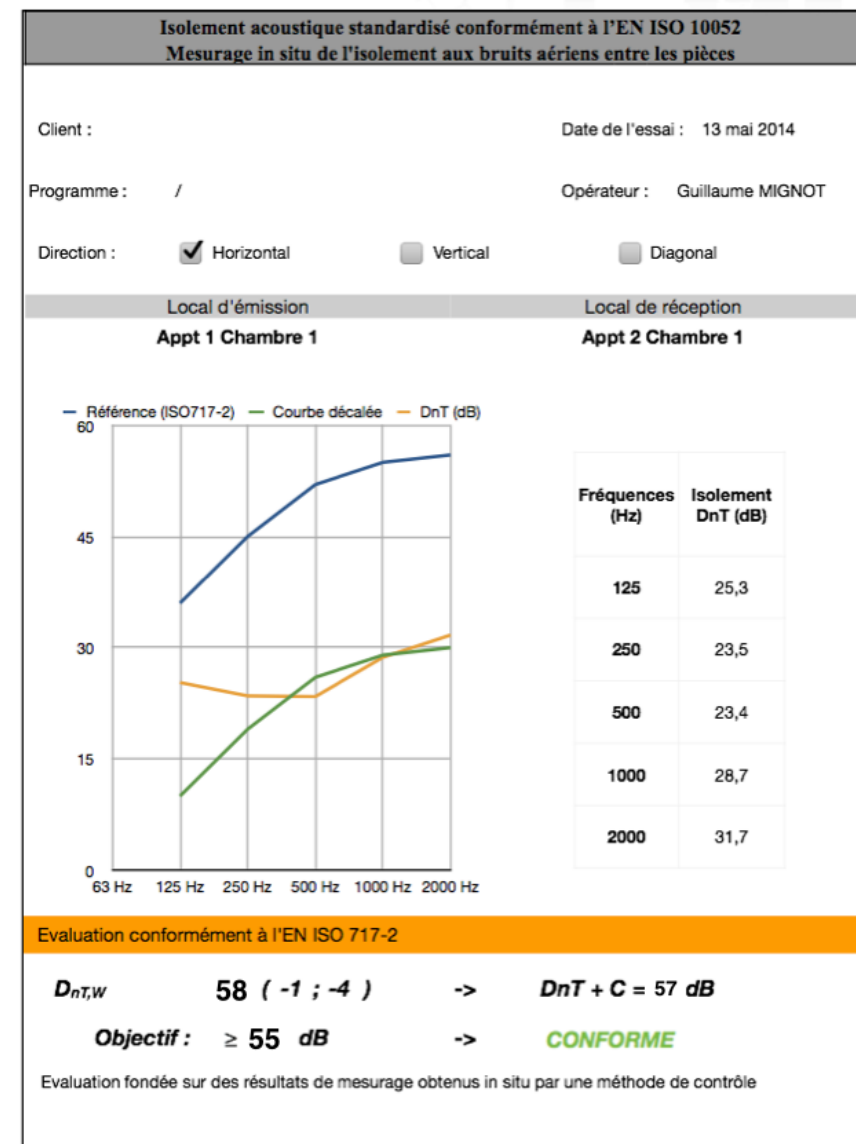 Isolement acoustique standardisé conformément à l'EN ISO 10052
Mesurage in situ de l'isolement aux bruits aériens entre les pièces
Client :
Date de l'essai : 13 mai 2014
Programme : /
Opérateur : Guillaume MIGNOT
Direction : Horizontal Vertical Diagonal
Local d'émission
Local de réception
Appt 1 Chambre 1
Appt 2 Chambre 1
Référence (ISO717-2) Courbe décalée DnT (dB)
60
45
30
15
0
63 Hz 125 Hz 250 Hz 500 Hz 1000 Hz 2000 Hz
Fréquences (Hz) Isolement DnT (dB)
125 25,3
250 23,5
500 23,4
1000 28,7
2000 31,7
Evaluation conformément à l'EN ISO 717-2
DnT,W 58 ( -1 ; -4 ) -> DnT + C = 57 dB
Objectif : ≥ 55 dB -> CONFORME
Evaluation fondée sur des résultats de mesurage obtenus in situ par une méthode de contrôle